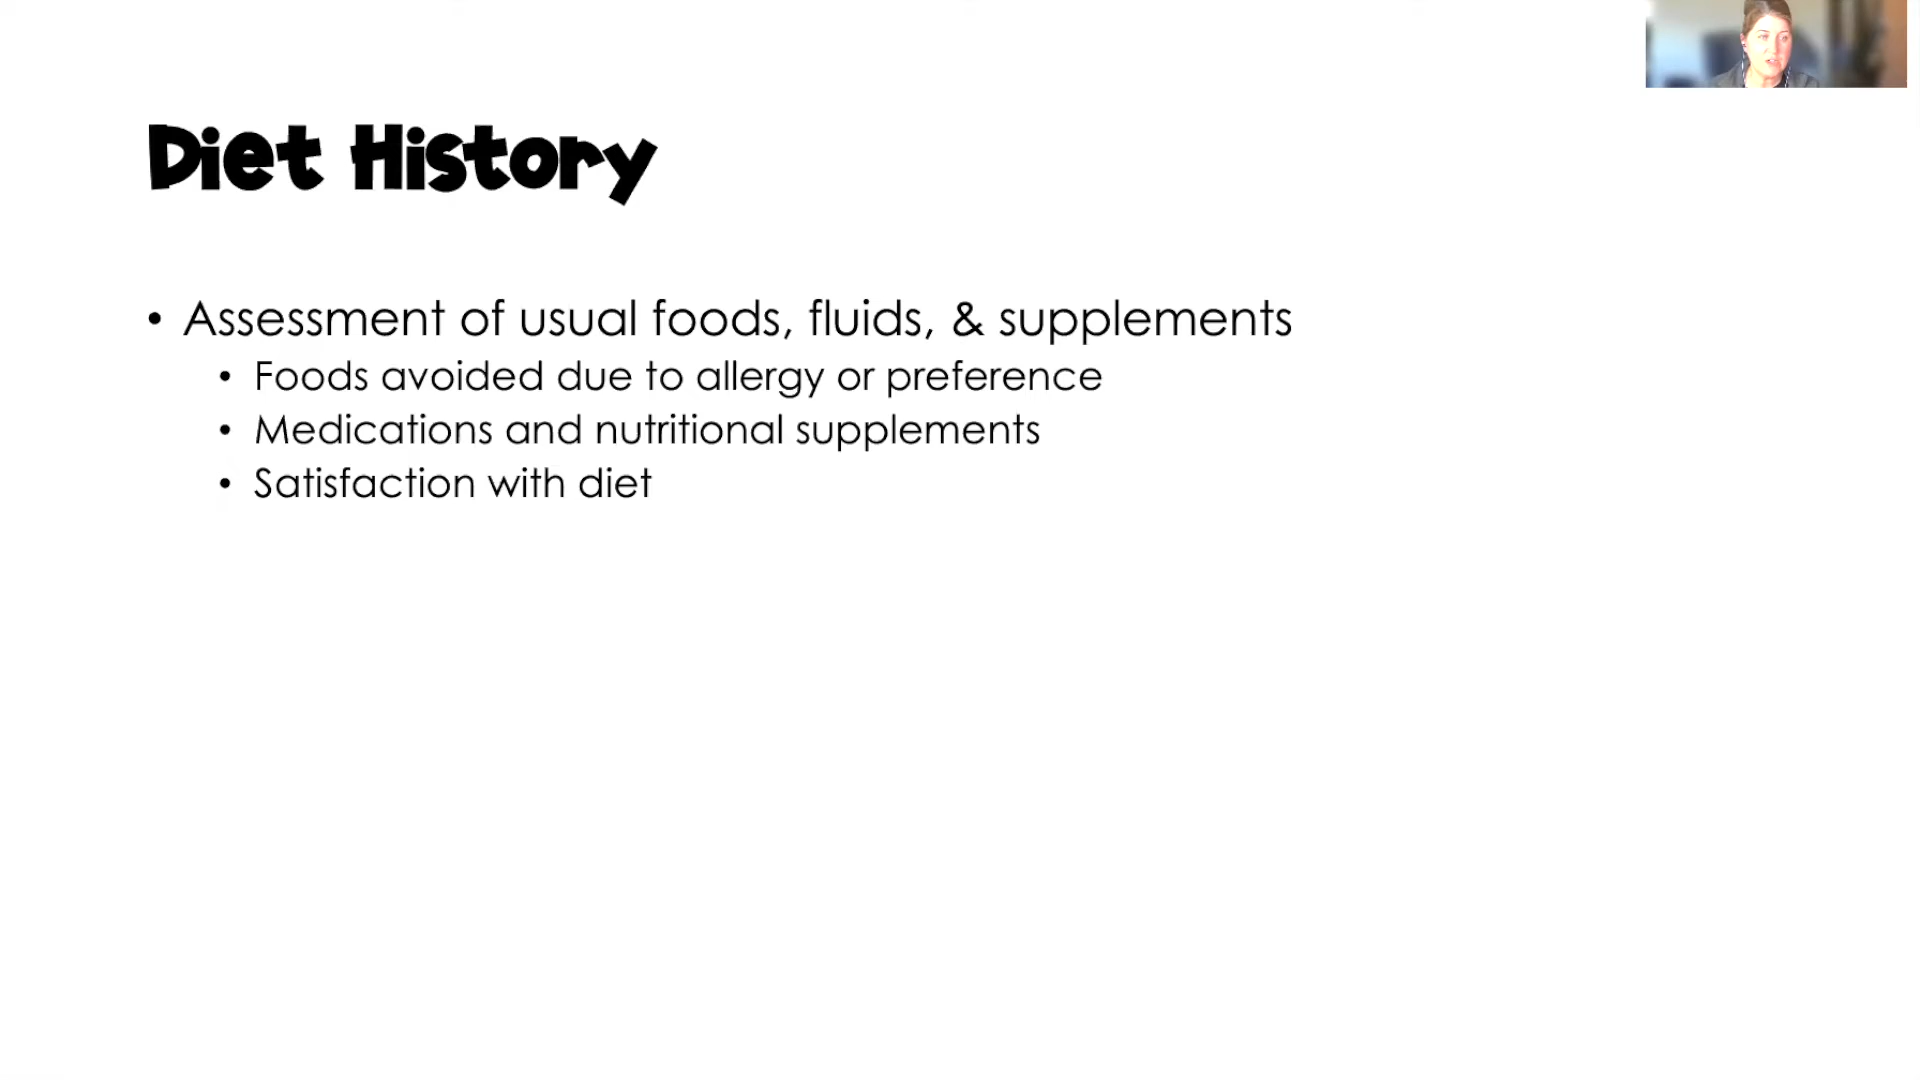 Diet History
• Assessment of usual foods, fluids, & supplements
• Foods avoided due to allergy or preference
• Medications and nutritional supplements
• Satisfaction with diet